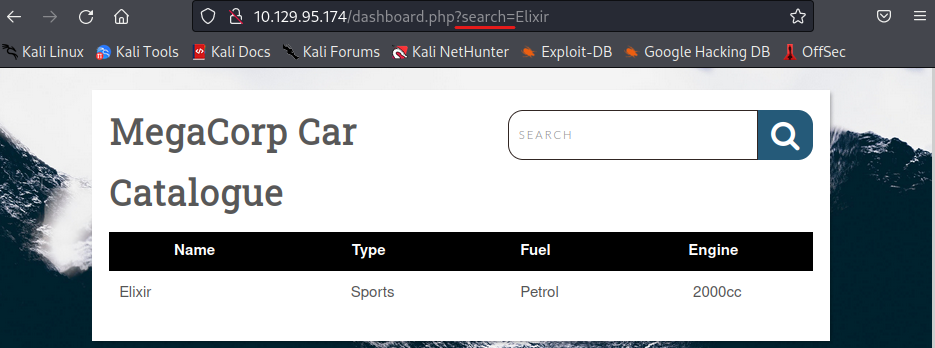 10.129.95.174/dashboard.php?search=Elixir
Kali Linux Kali Tools Kali Docs Kali Forums Kali NetHunter Exploit-DB Google Hacking DB OffSec
MegaCorp Car
Catalogue
SEARCH
Name Type Fuel Engine
Elixir Sports Petrol 2000cc